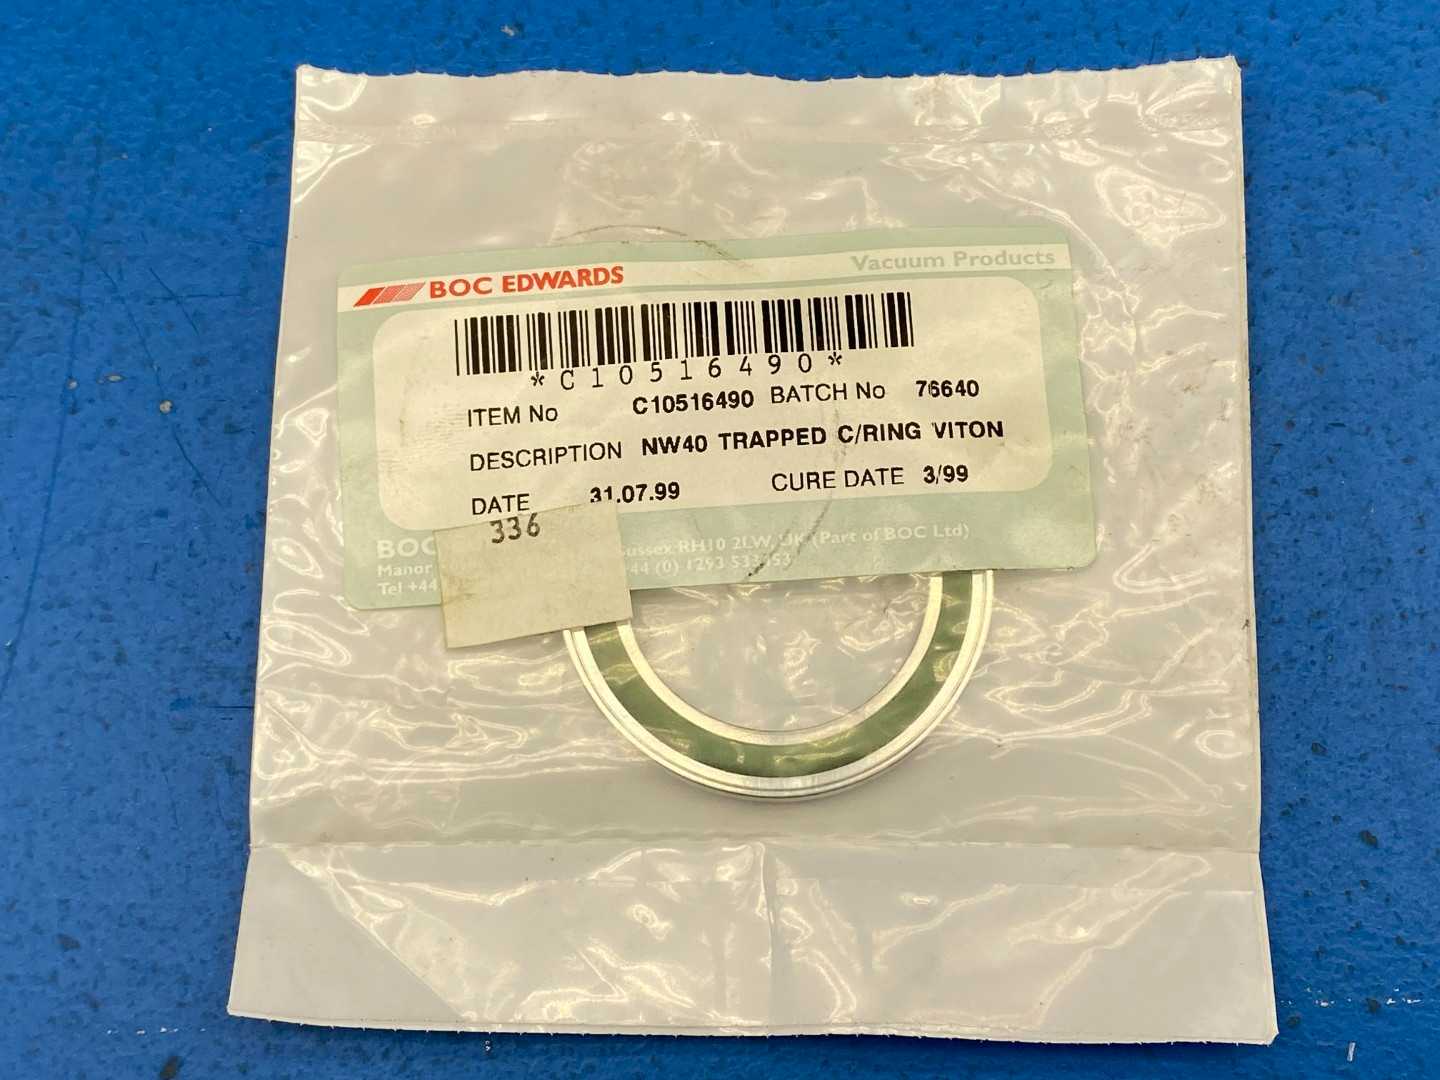 BOC EDWARDS
Vacuum Products
*C10516490*
ITEM No C10516490 BATCH No 76640
DESCRIPTION NW40 TRAPPED C/RING VITON
DATE 31.07.99 CURE DATE 3/99
336
BOC Sussex RH10 2LW, UK (Part of BOC Ltd)
Manor +44 (0) 1293
Tel +44